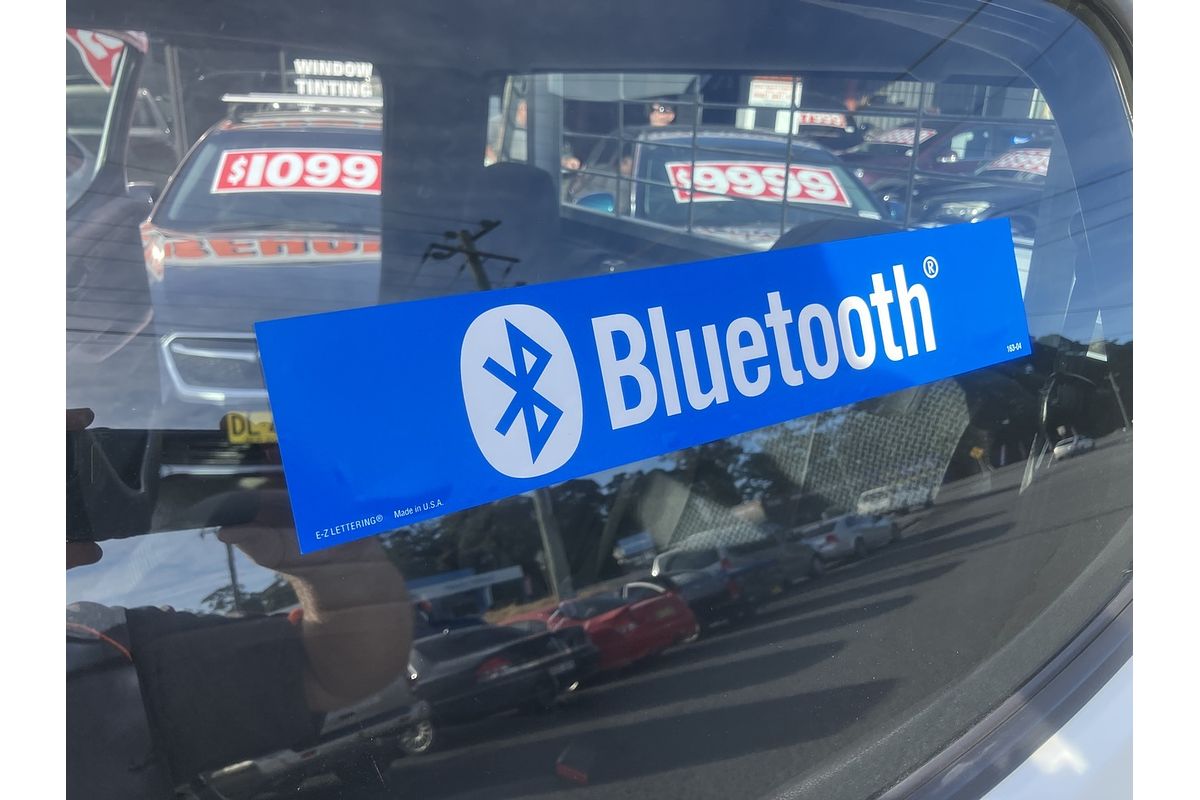 WINDOW
TINTING
$1099
$9999
Bluetooth®
163-04
E-Z LETTERING® Made in U.S.A.